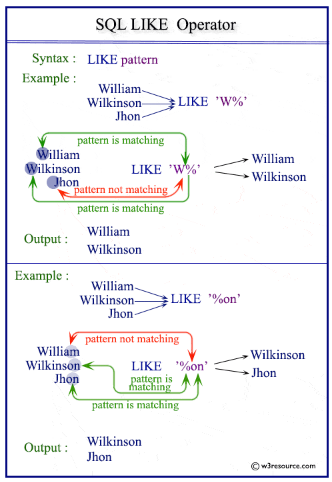 SQL LIKE Operator
Syntax : LIKE pattern
Example :
William
Wilkinson LIKE 'W%'
Jhon
pattern is matching
William
Wilkinson LIKE 'W%'
Jhon
pattern not matching
pattern is matching
William
Wilkinson
Output : William
Wilkinson
Example :
William
Wilkinson LIKE '%on'
Jhon
pattern not matching
William
Wilkinson LIKE '%on'
Jhon
pattern is
matching
pattern is matching
Wilkinson
Jhon
Output : Wilkinson
Jhon
© w3resource.com